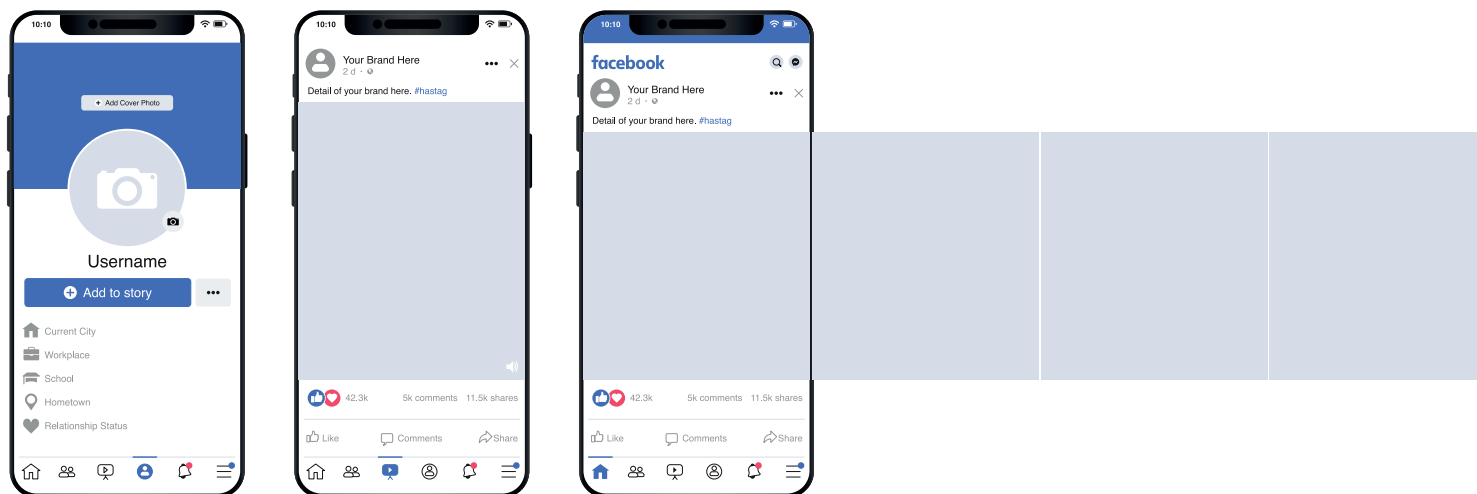 10:10
Add Cover Photo
Username
Add to story
Current City
Workplace
School
Hometown
Relationship Status
10:10
Your Brand Here
2 d
Detail of your brand here. #hastag
42.3k 5k comments 11.5k shares
Like Comments Share
10:10
facebook
Your Brand Here
2 d
Detail of your brand here. #hastag
42.3k 5k comments 11.5k shares
Like Comments Share